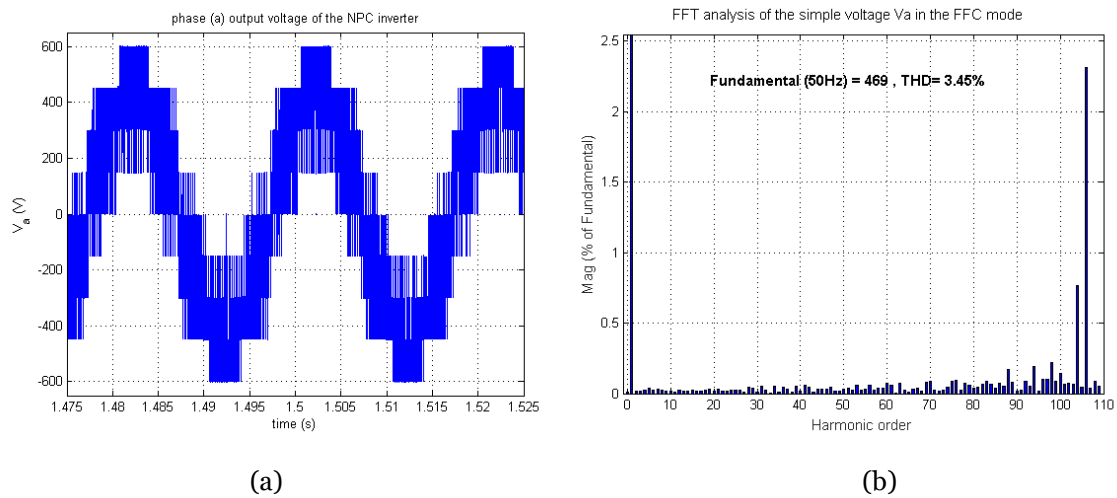 phase (a) output voltage of the NPC inverter
600
400
200
0
-200
-400
-600
V_a (V)
1.475 1.48 1.485 1.49 1.495 1.5 1.505 1.51 1.515 1.52 1.525
time (s)
(a)
FFT analysis of the simple voltage Va in the FFC mode
Fundamental (50Hz) = 469 , THD= 3.45%
2.5
2
1.5
1
0.5
0
Mag (% of Fundamental)
0 10 20 30 40 50 60 70 80 90 100 110
Harmonic order
(b)